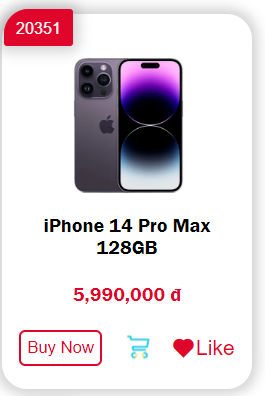 20351
iPhone 14 Pro Max
128GB
5,990,000 đ
Buy Now
Like